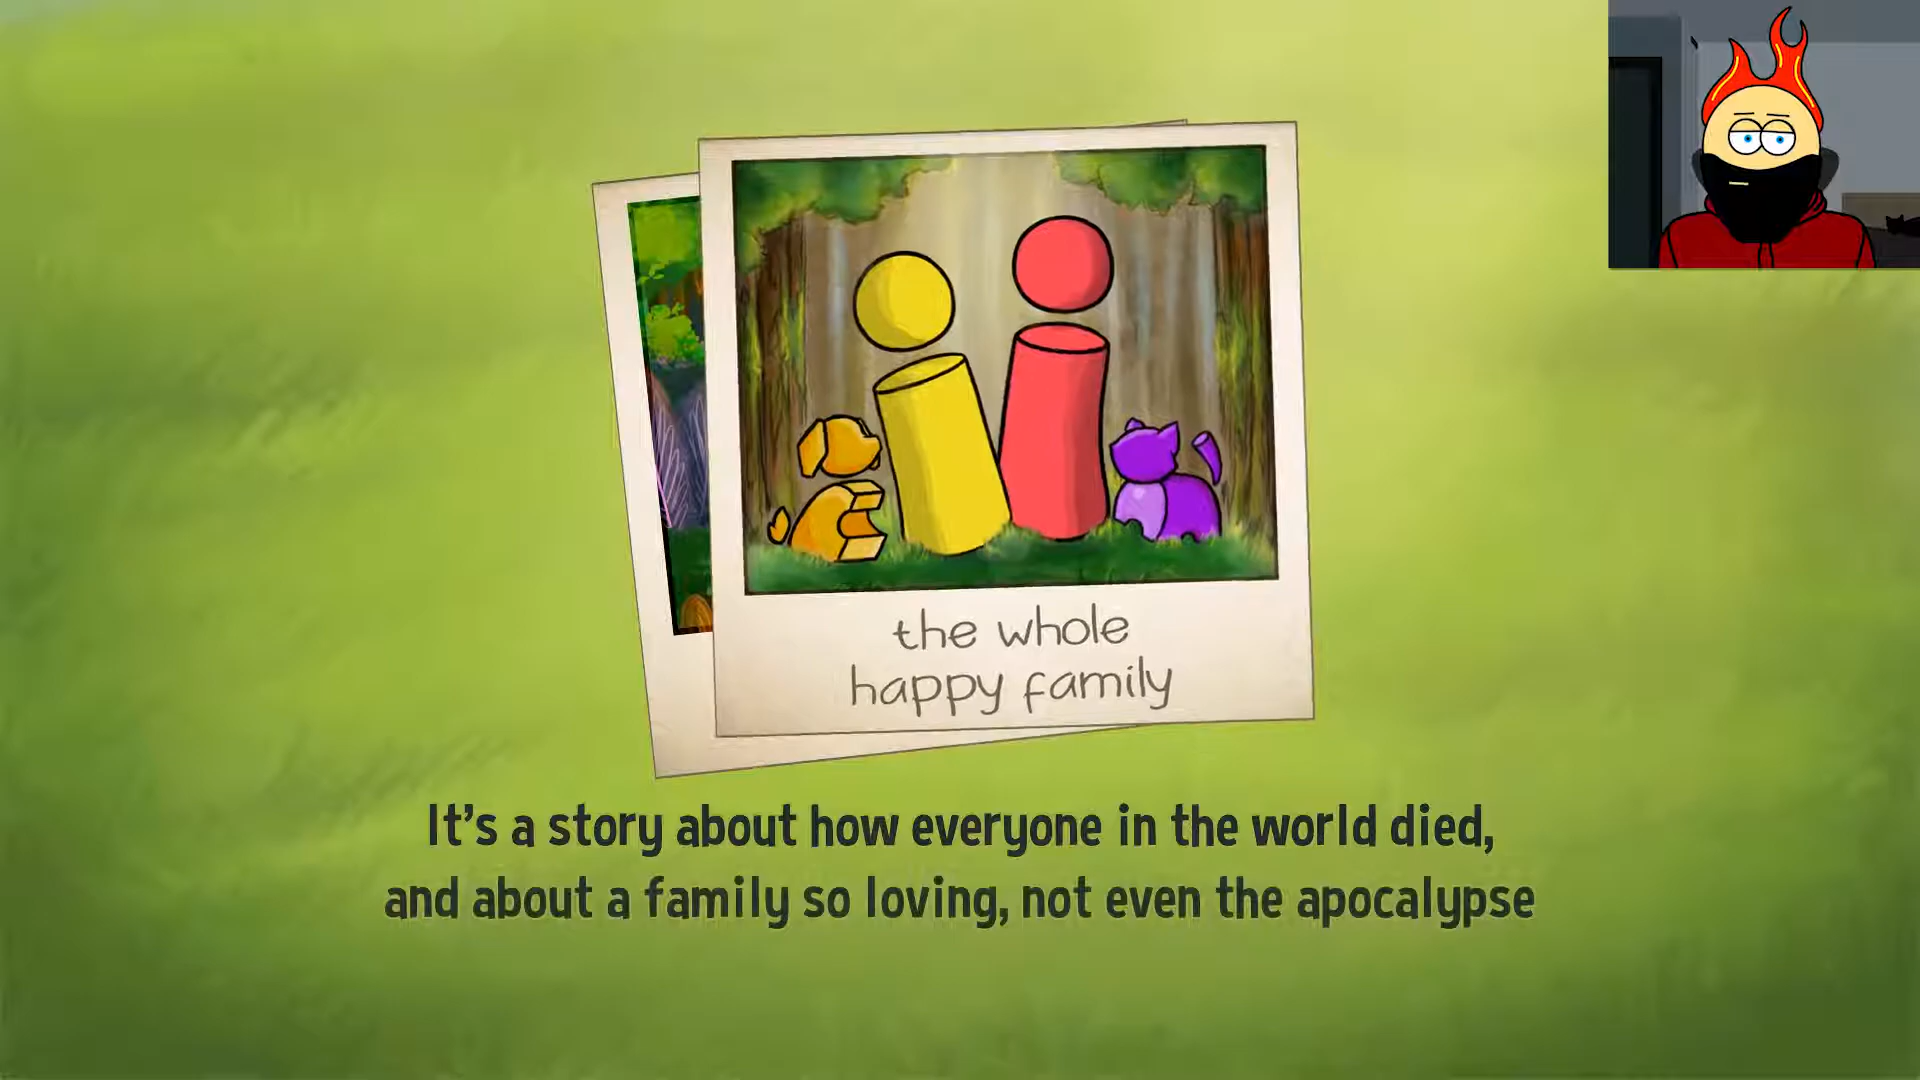 the whole
happy family
It's a story about how everyone in the world died,
and about a family so loving, not even the apocalypse